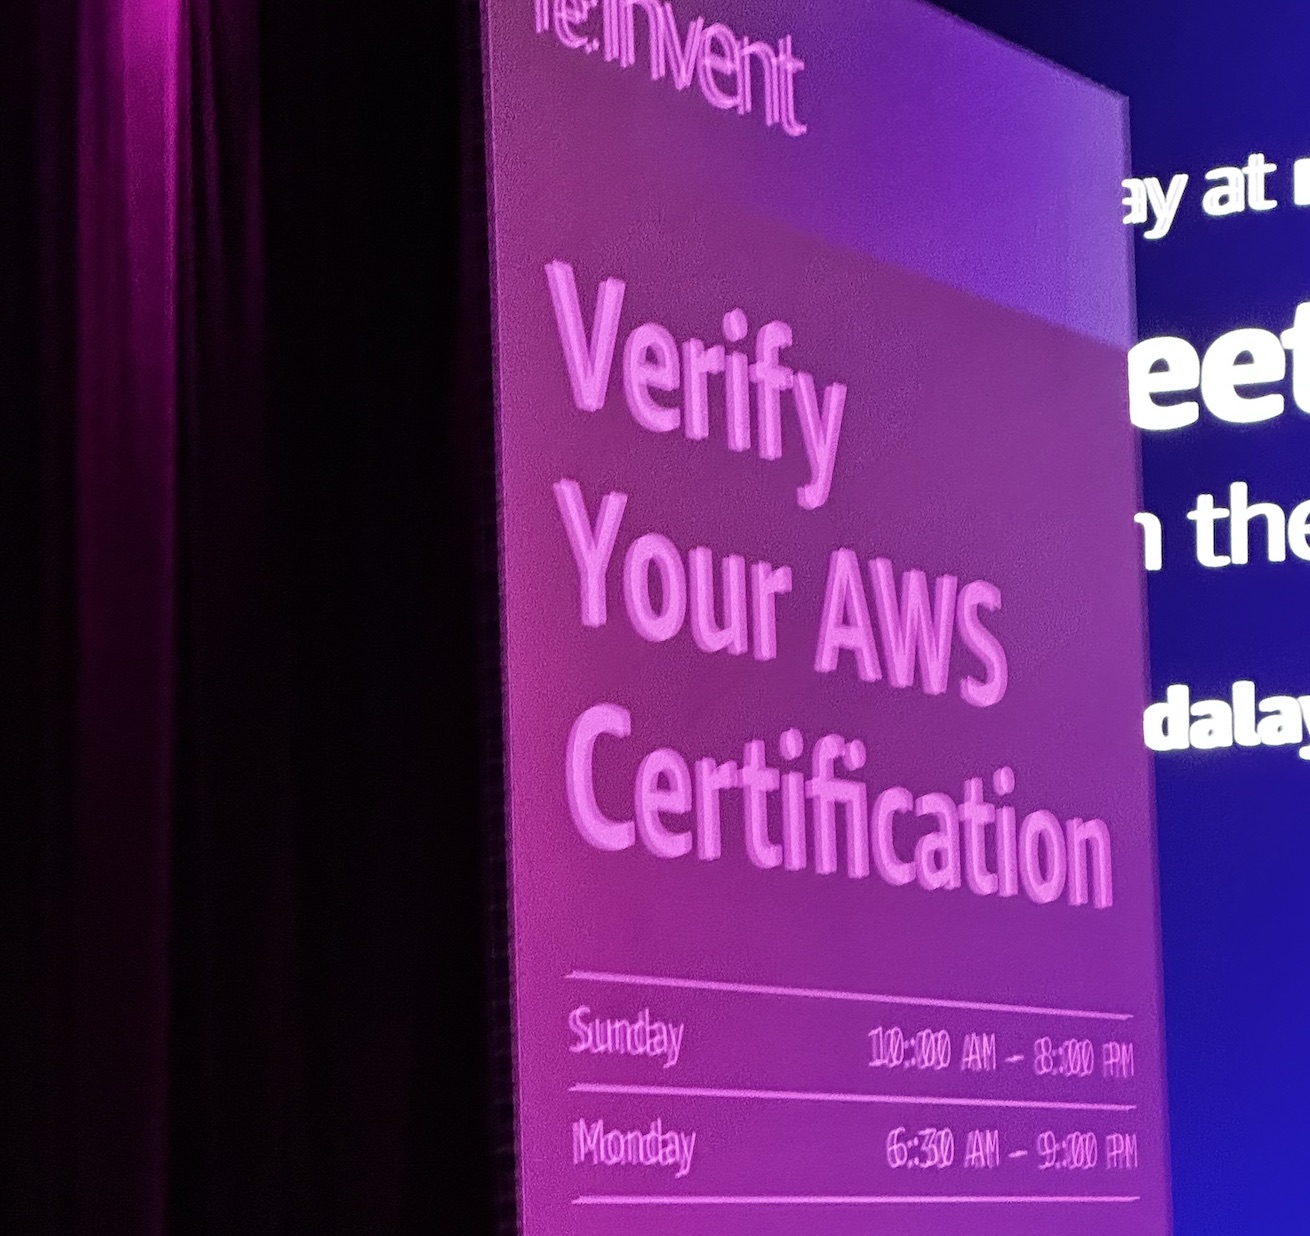 re:Invent
Verify
Your AWS
Certification
Sunday 10:00 AM – 8:00 PM
Monday 6:30 AM – 9:00 PM
ay at
eet
the
dalay